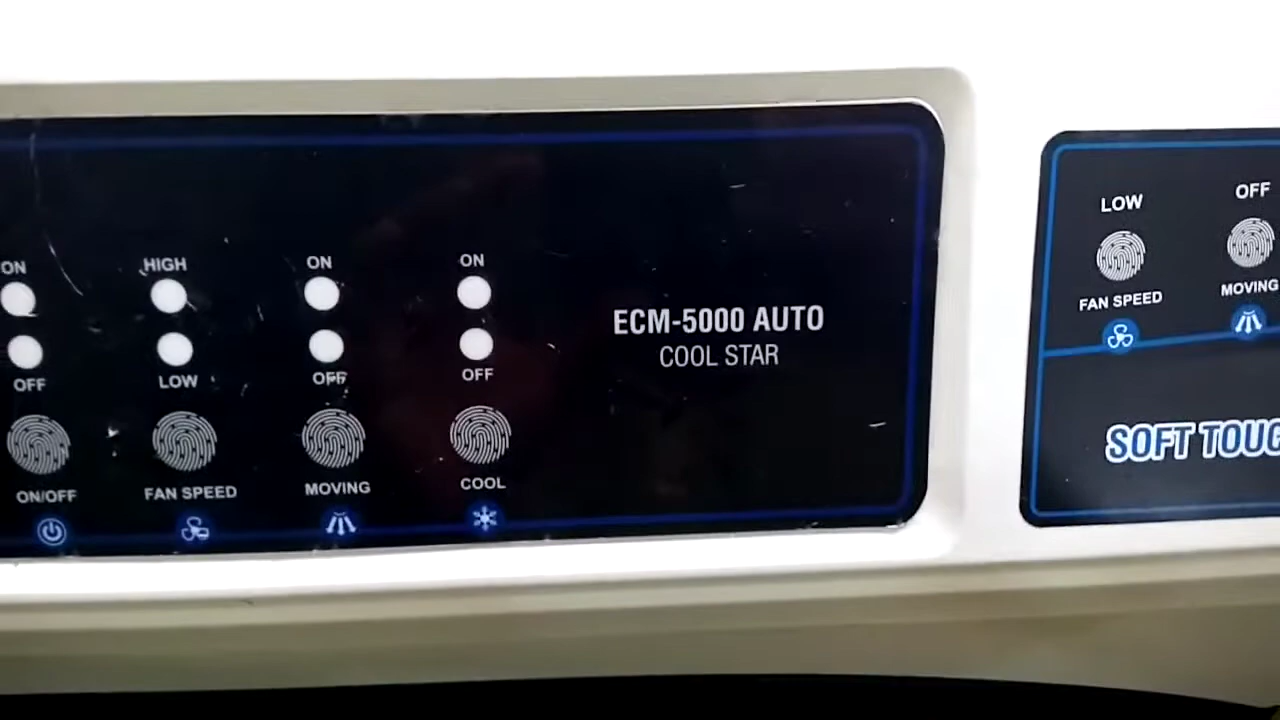 ON HIGH ON ON
OFF LOW OFF OFF
ON/OFF FAN SPEED MOVING COOL
ECM-5000 AUTO
COOL STAR
LOW OFF
FAN SPEED MOVING
SOFT